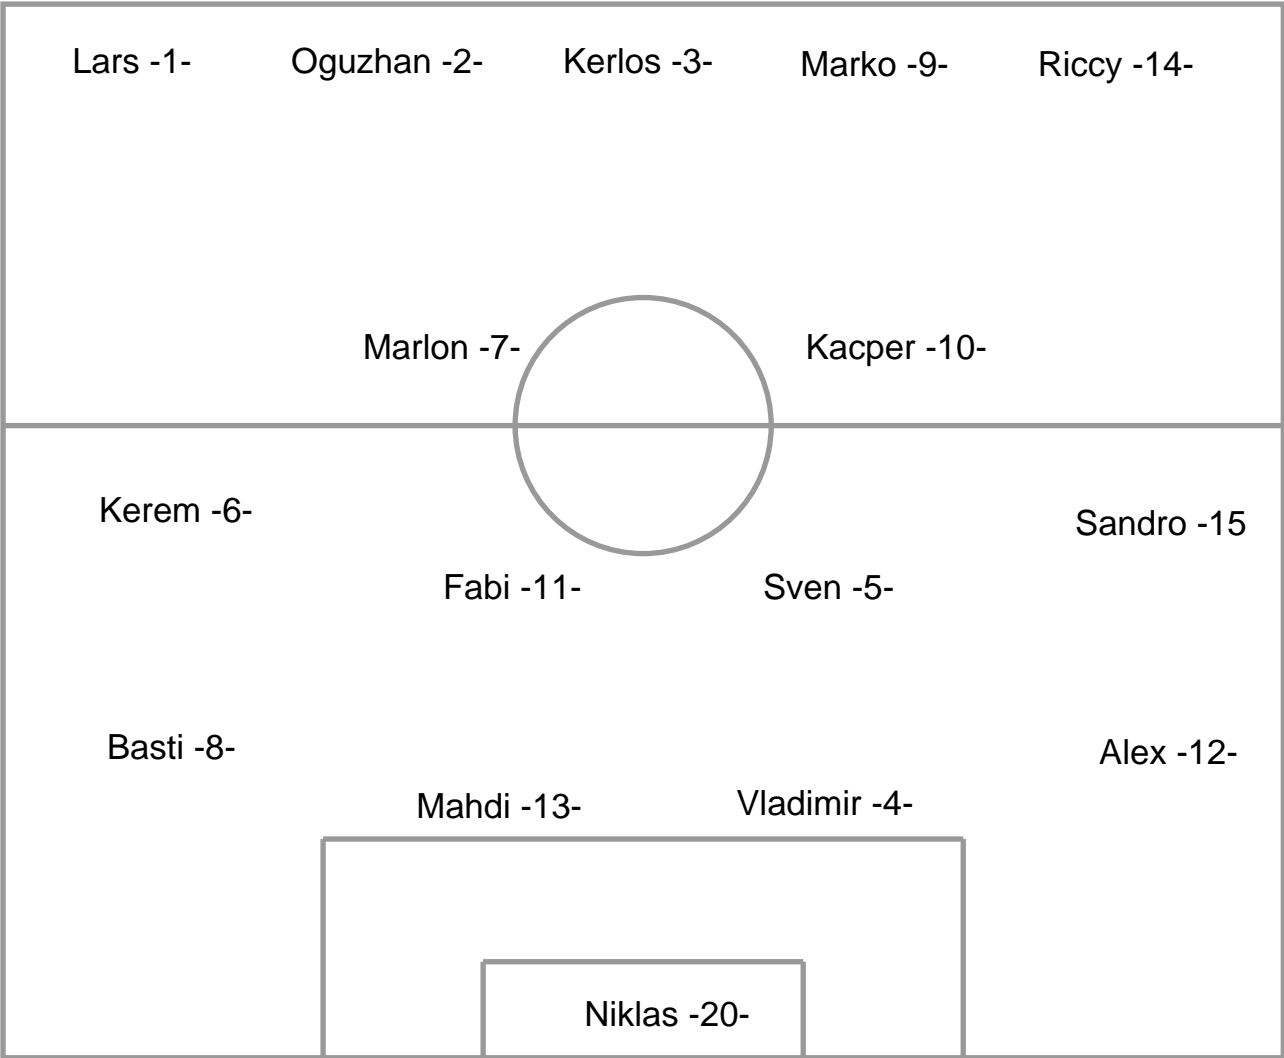 Lars -1-
Oguzhan -2-
Kerlos -3-
Marko -9-
Riccy -14-
Marlon -7-
Kacper -10-
Kerem -6-
Sandro -15
Fabi -11-
Sven -5-
Basti -8-
Alex -12-
Mahdi -13-
Vladimir -4-
Niklas -20-